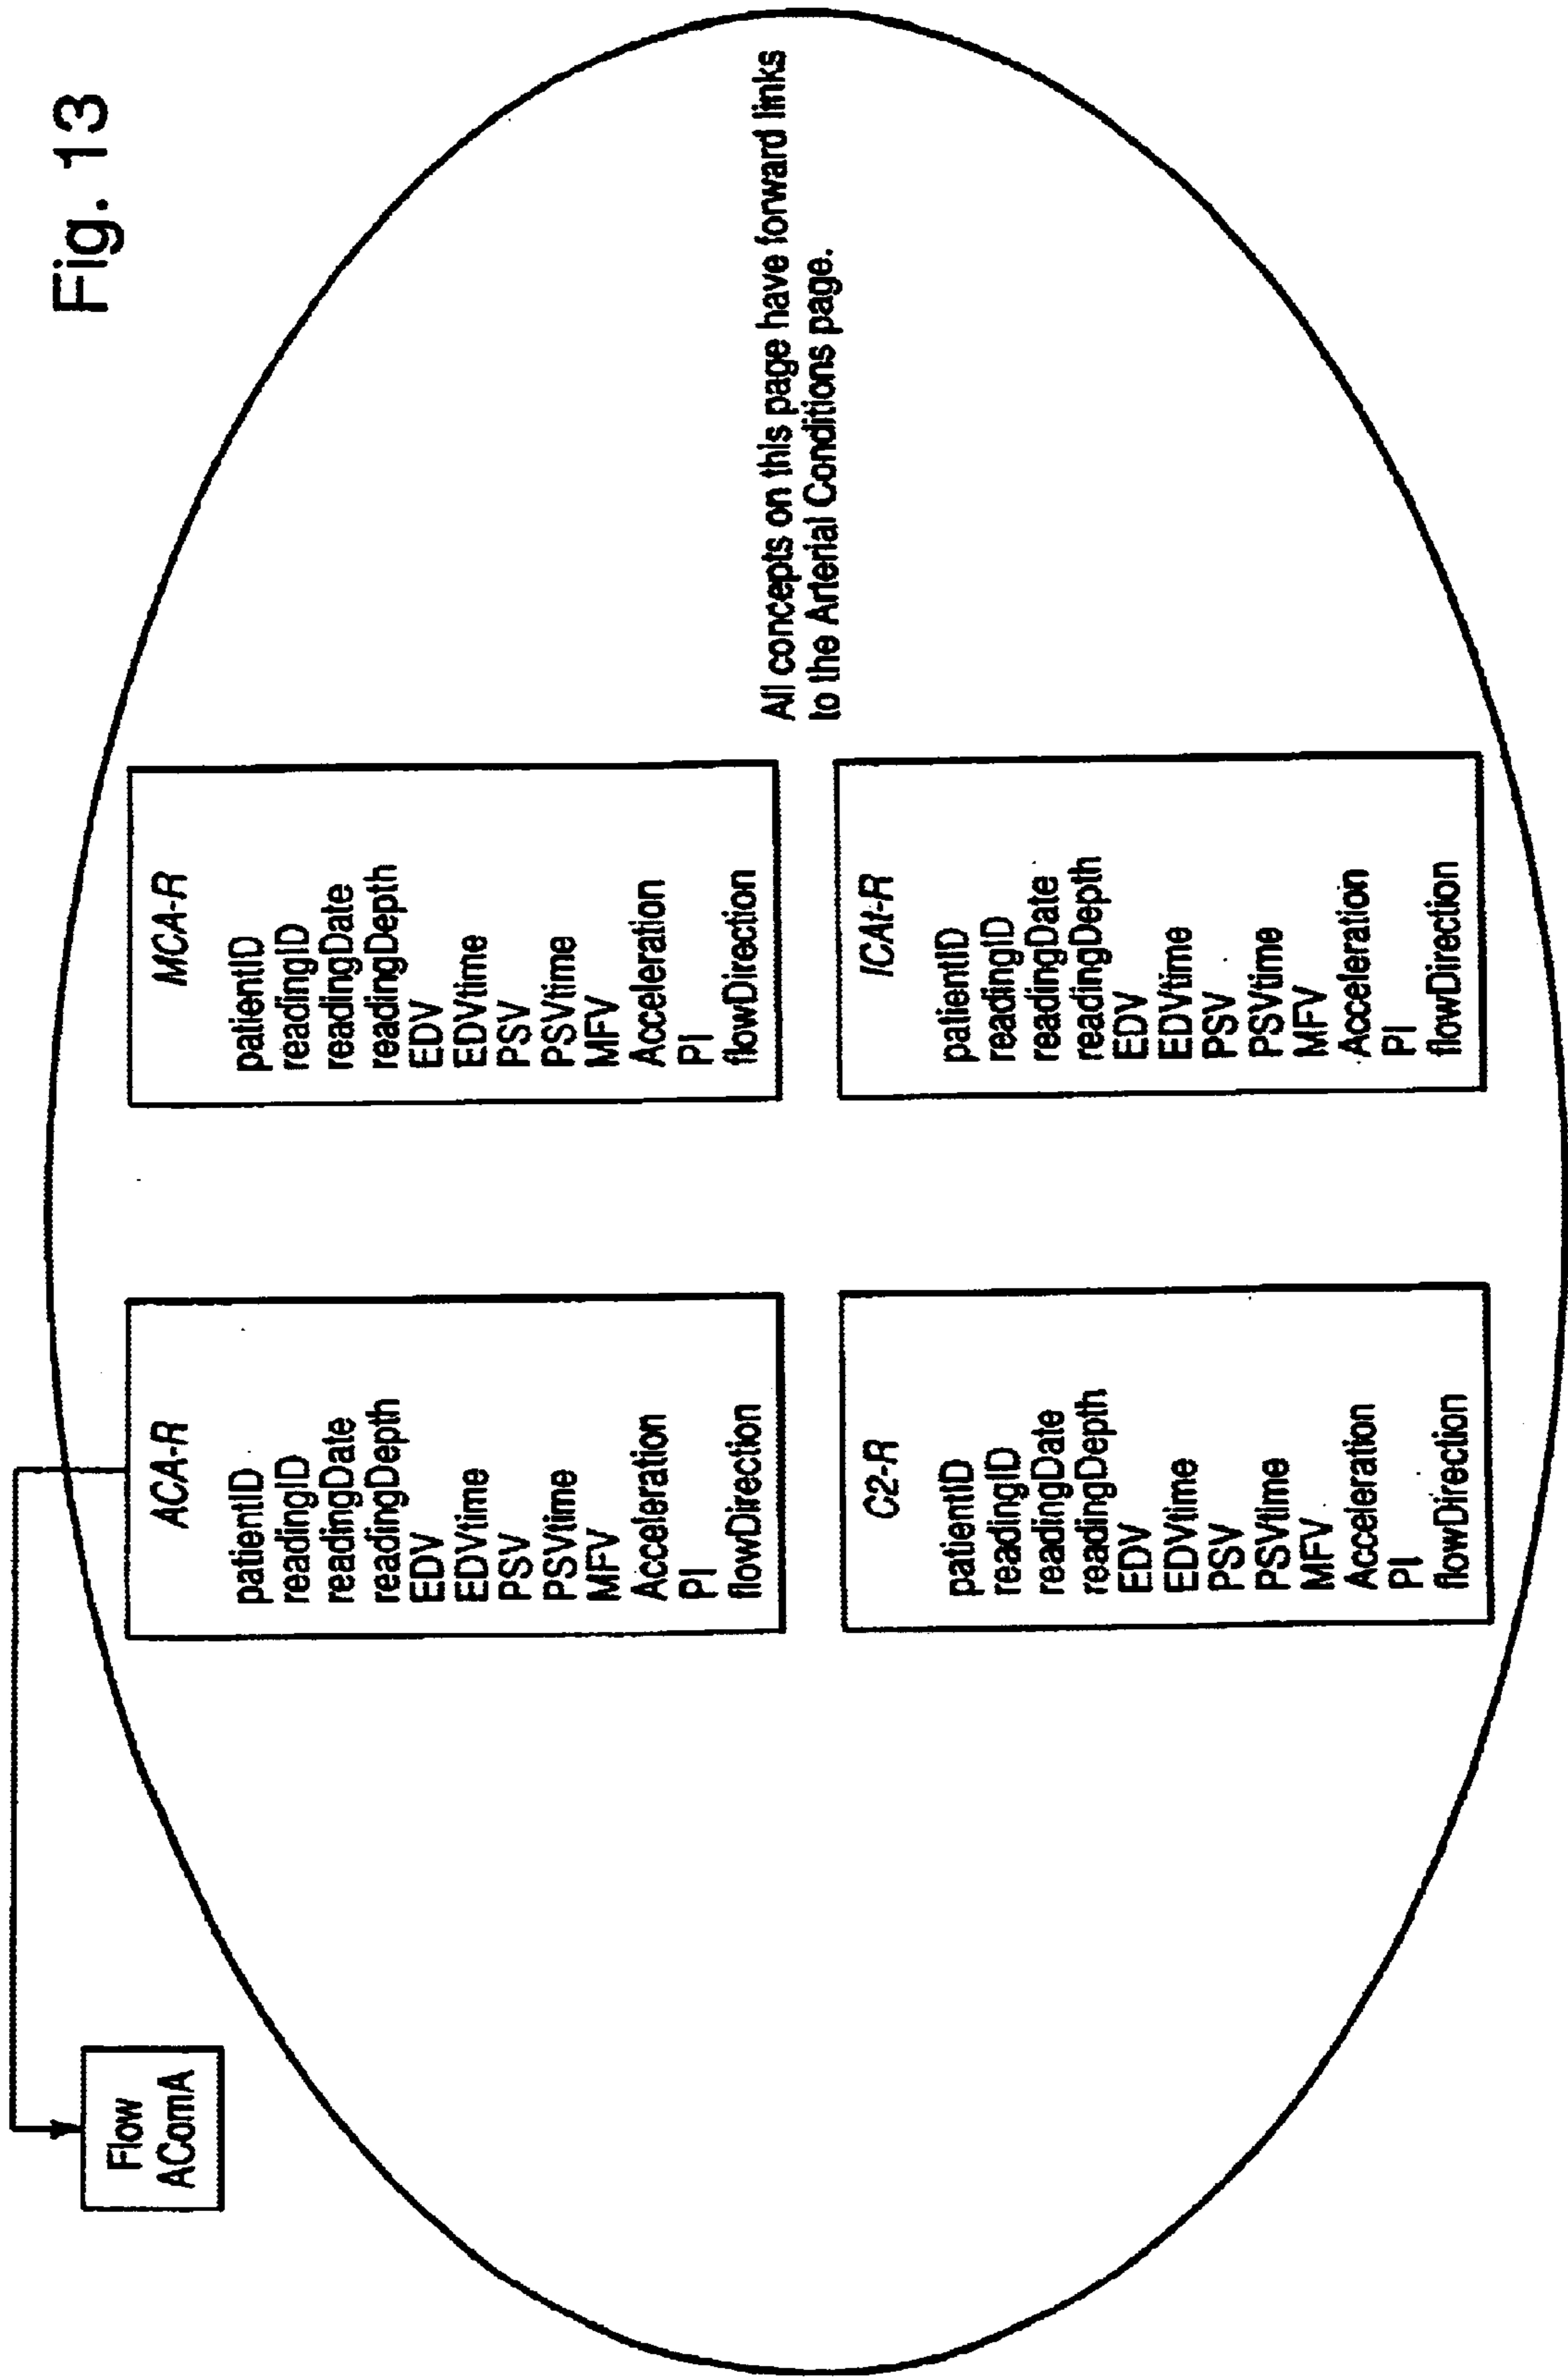 Fig. 13
Flow
AComA
ACA-R
patientID
readingID
readingDate
readingDepth
EDV
EDVtime
PSV
PSVtime
MFV
Acceleration
PI
flowDirection
MCA-R
patientID
readingID
readingDate
readingDepth
EDV
EDVtime
PSV
PSVtime
MFV
Acceleration
PI
flowDirection
C2-R
patientID
readingID
readingDate
readingDepth
EDV
EDVtime
PSV
PSVtime
MFV
Acceleration
PI
flowDirection
ICAt-R
patientID
readingID
readingDate
readingDepth
EDV
EDVtime
PSV
PSVtime
MFV
Acceleration
PI
flowDirection
All concepts on this page have forward links
to the Arterial Conditions page.